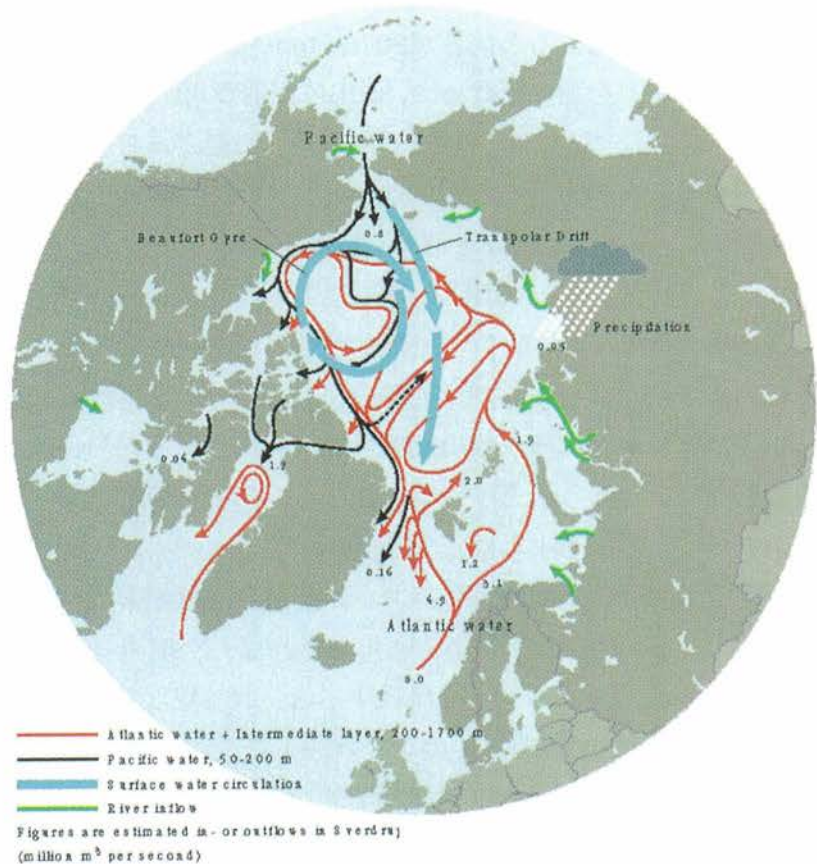 Pacific water
0.8
Beaufort Gyre
Transpolar Drift
Precipitation
0.05
1.9
0.04
1.9
2.0
0.16
1.2
3.1
4.9
Atlantic water
8.0
Atlantic water + Intermediate layer, 200-1700 m
Pacific water, 50-200 m
Surface water circulation
River inflow
Figures are estimated in- or outflows in Sverdrup
(million m³ per second)